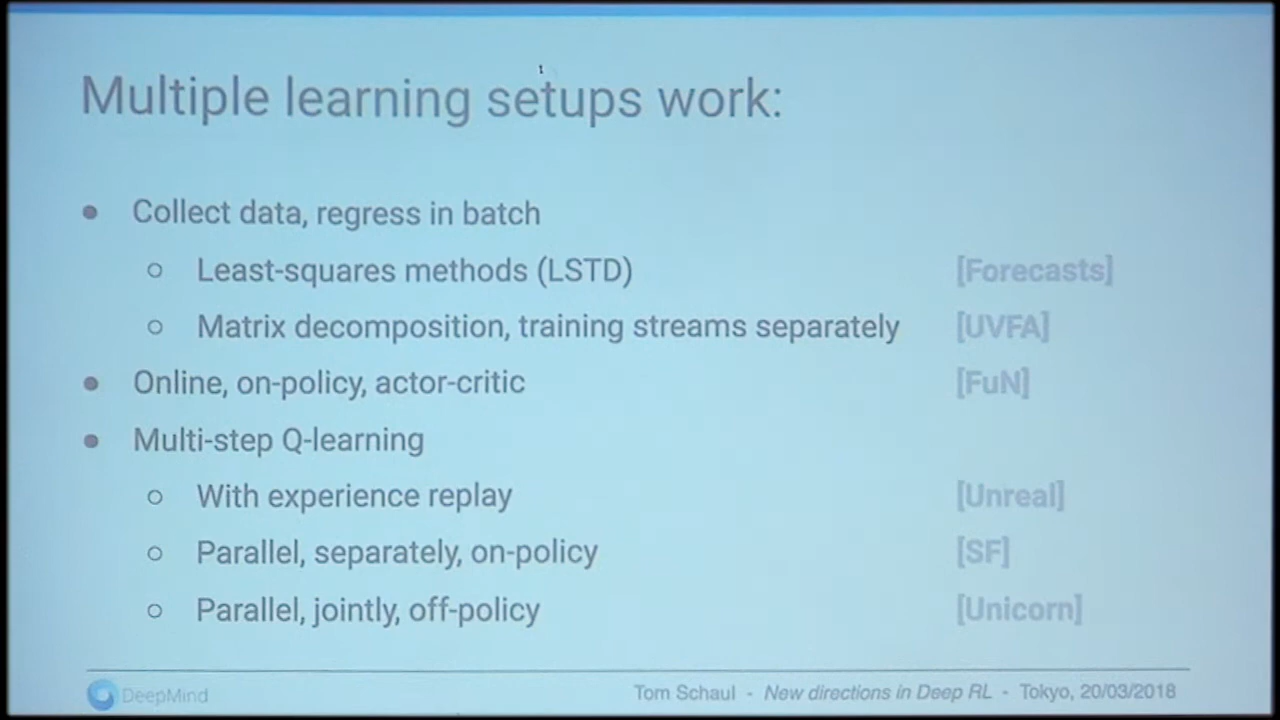 Multiple learning setups work:
● Collect data, regress in batch
○ Least-squares methods (LSTD) [Forecasts]
○ Matrix decomposition, training streams separately [UVFA]
● Online, on-policy, actor-critic [FuN]
● Multi-step Q-learning
○ With experience replay [Unreal]
○ Parallel, separately, on-policy [SF]
○ Parallel, jointly, off-policy [Unicorn]
DeepMind Tom Schaul - New directions in Deep RL - Tokyo, 20/03/2018